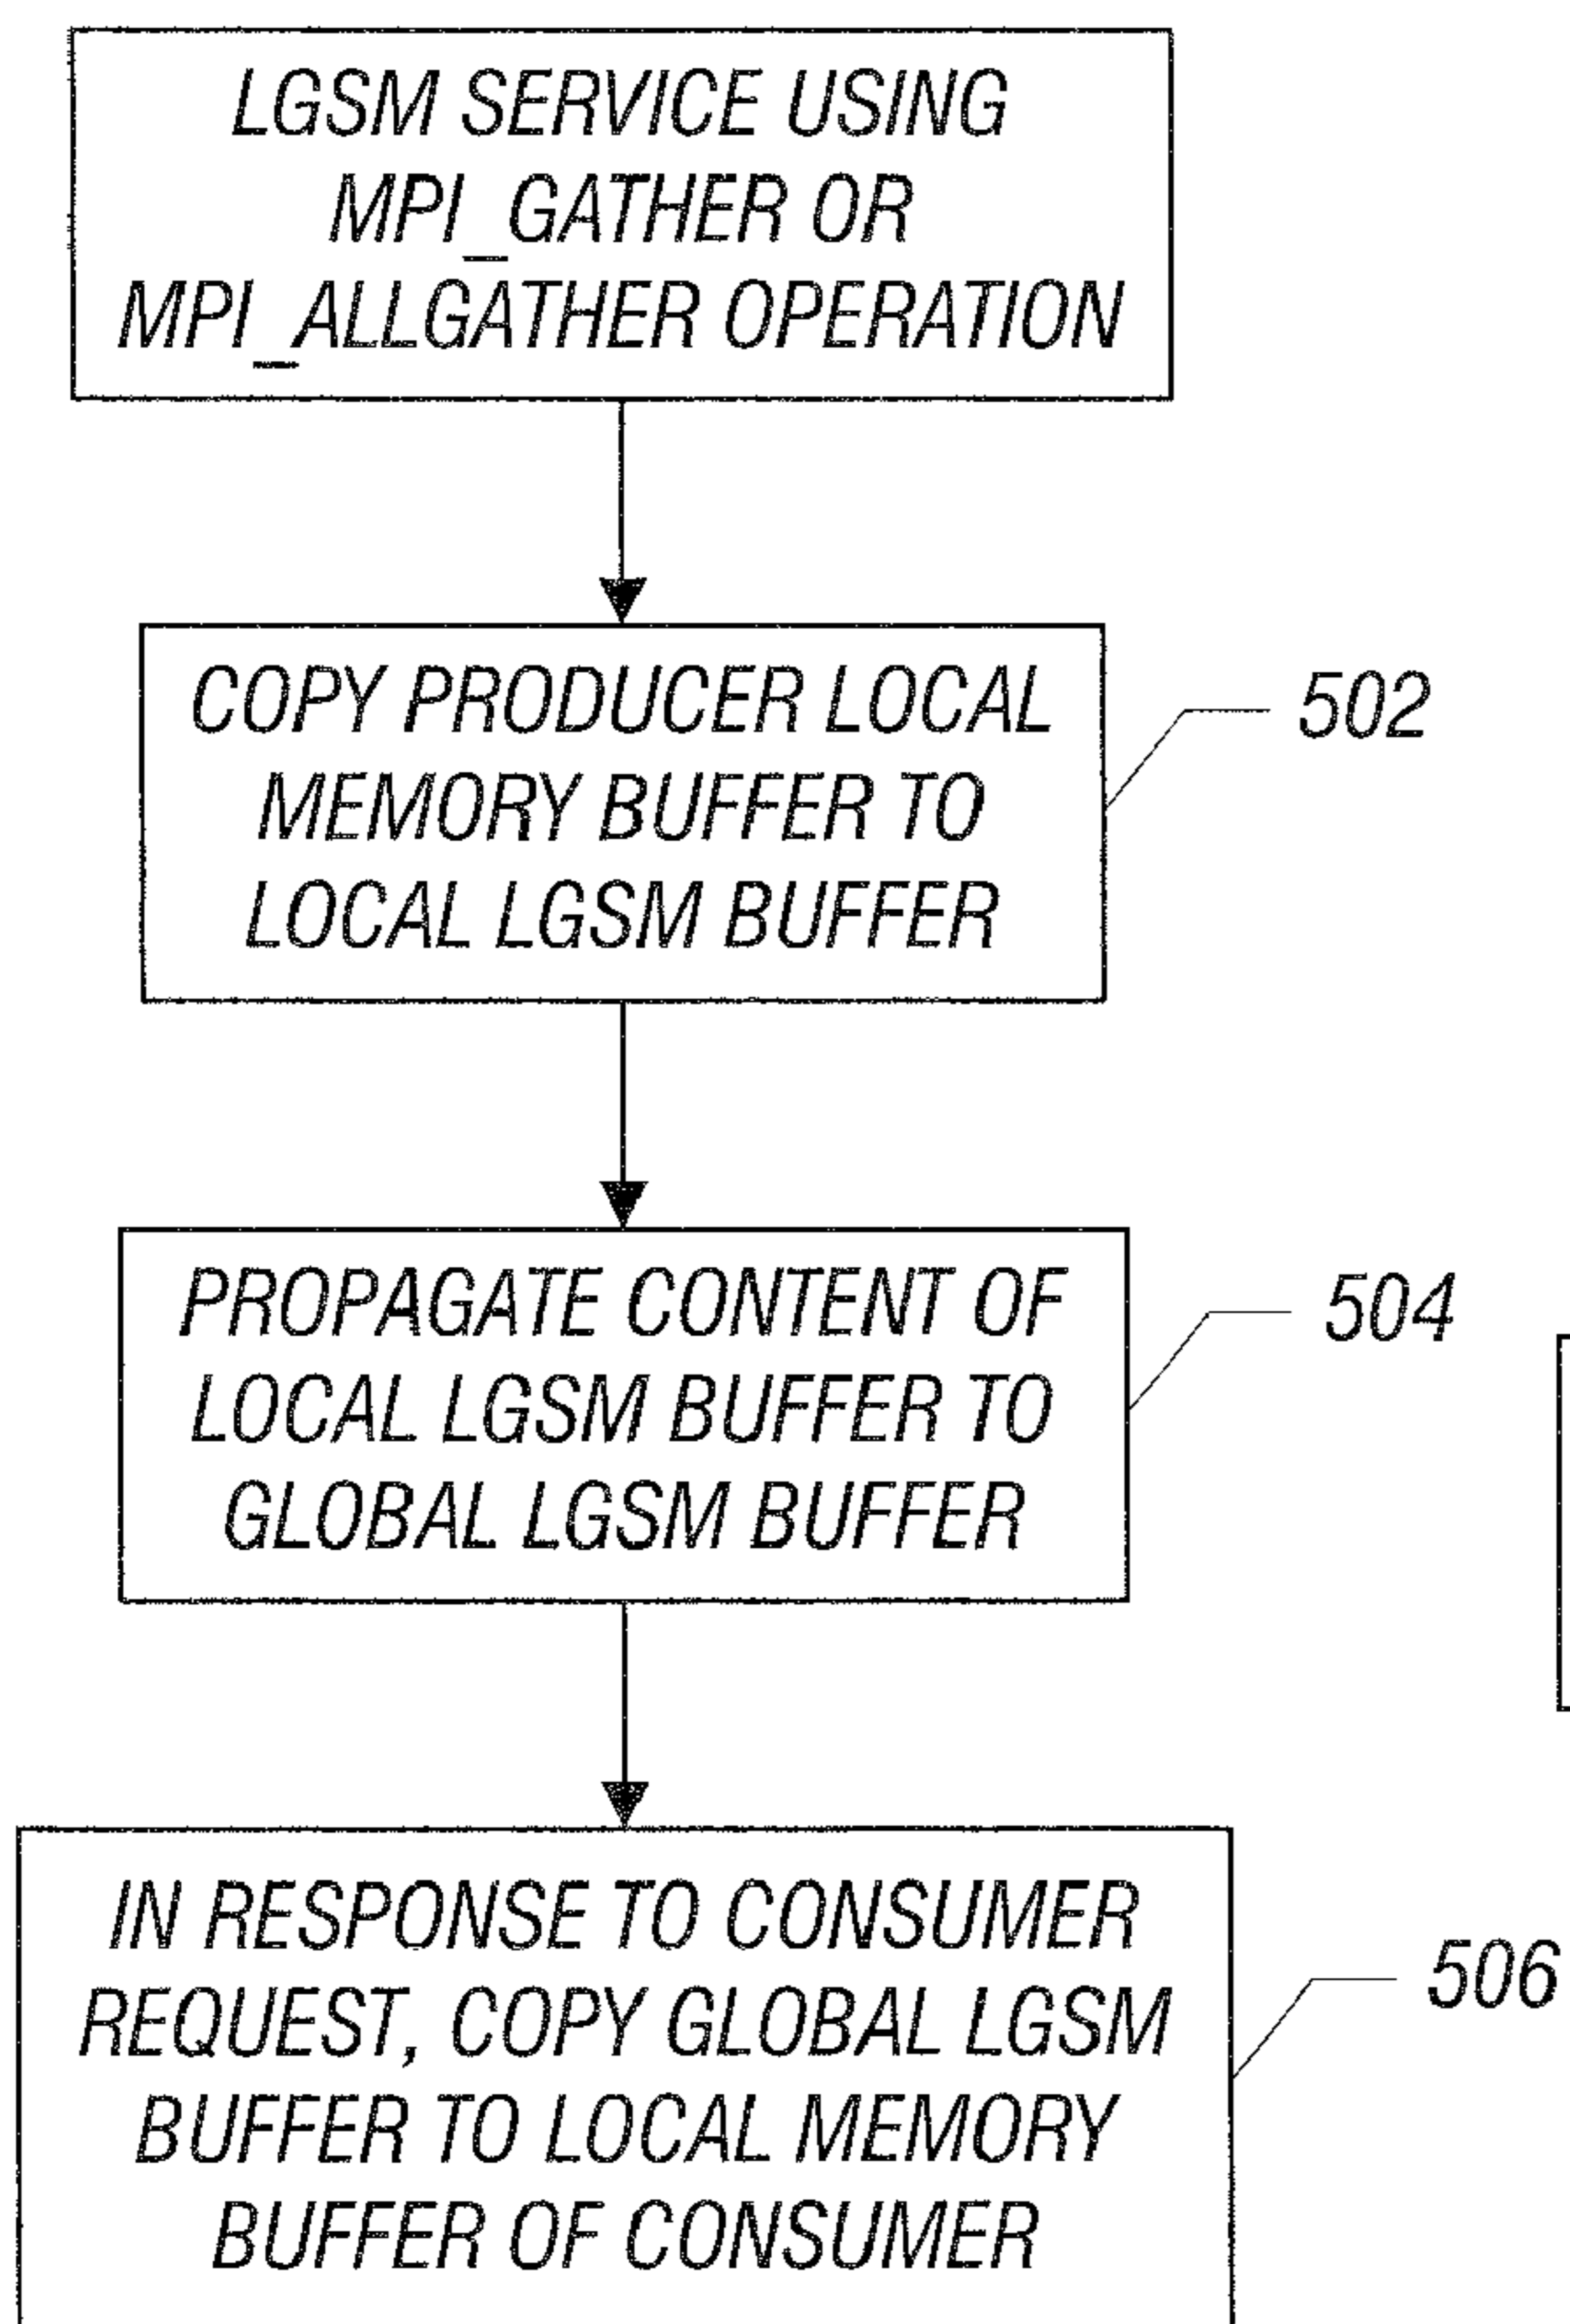 LGSM SERVICE USING
MPI_GATHER OR
MPI_ALLGATHER OPERATION
COPY PRODUCER LOCAL
MEMORY BUFFER TO
LOCAL LGSM BUFFER
502
PROPAGATE CONTENT OF
LOCAL LGSM BUFFER TO
GLOBAL LGSM BUFFER
504
IN RESPONSE TO CONSUMER
REQUEST, COPY GLOBAL LGSM
BUFFER TO LOCAL MEMORY
BUFFER OF CONSUMER
506